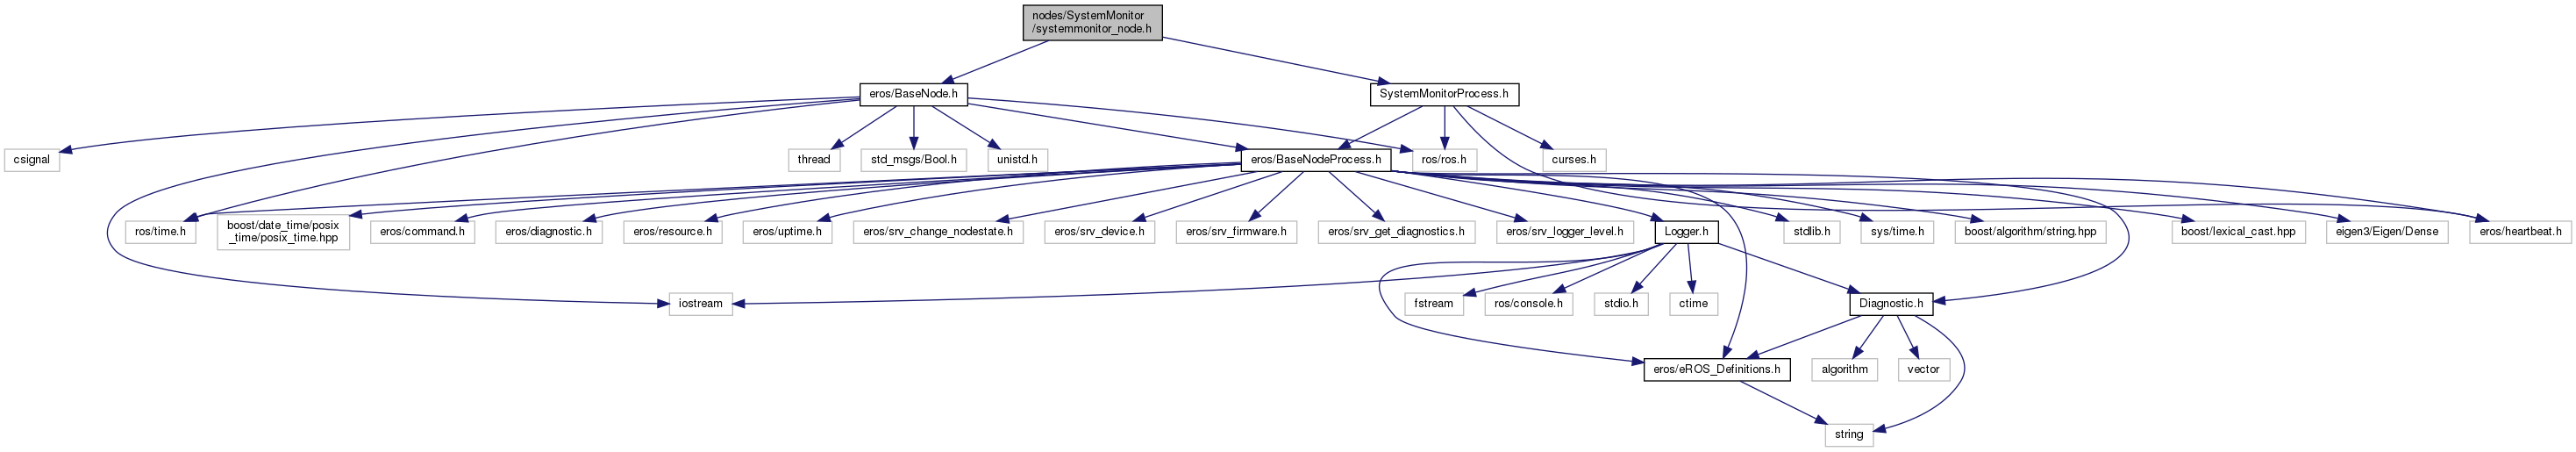 nodes/SystemMonitor
/systemmonitor_node.h
eros/BaseNode.h
SystemMonitorProcess.h
csignal
thread
std_msgs/Bool.h
unistd.h
eros/BaseNodeProcess.h
ros/ros.h
curses.h
ros/time.h
boost/date_time/posix
_time/posix_time.hpp
eros/command.h
eros/diagnostic.h
eros/resource.h
eros/uptime.h
eros/srv_change_nodestate.h
eros/srv_device.h
eros/srv_firmware.h
eros/srv_get_diagnostics.h
eros/srv_logger_level.h
Logger.h
stdlib.h
sys/time.h
boost/algorithm/string.hpp
boost/lexical_cast.hpp
eigen3/Eigen/Dense
eros/heartbeat.h
iostream
fstream
ros/console.h
stdio.h
ctime
Diagnostic.h
eros/eROS_Definitions.h
algorithm
vector
string